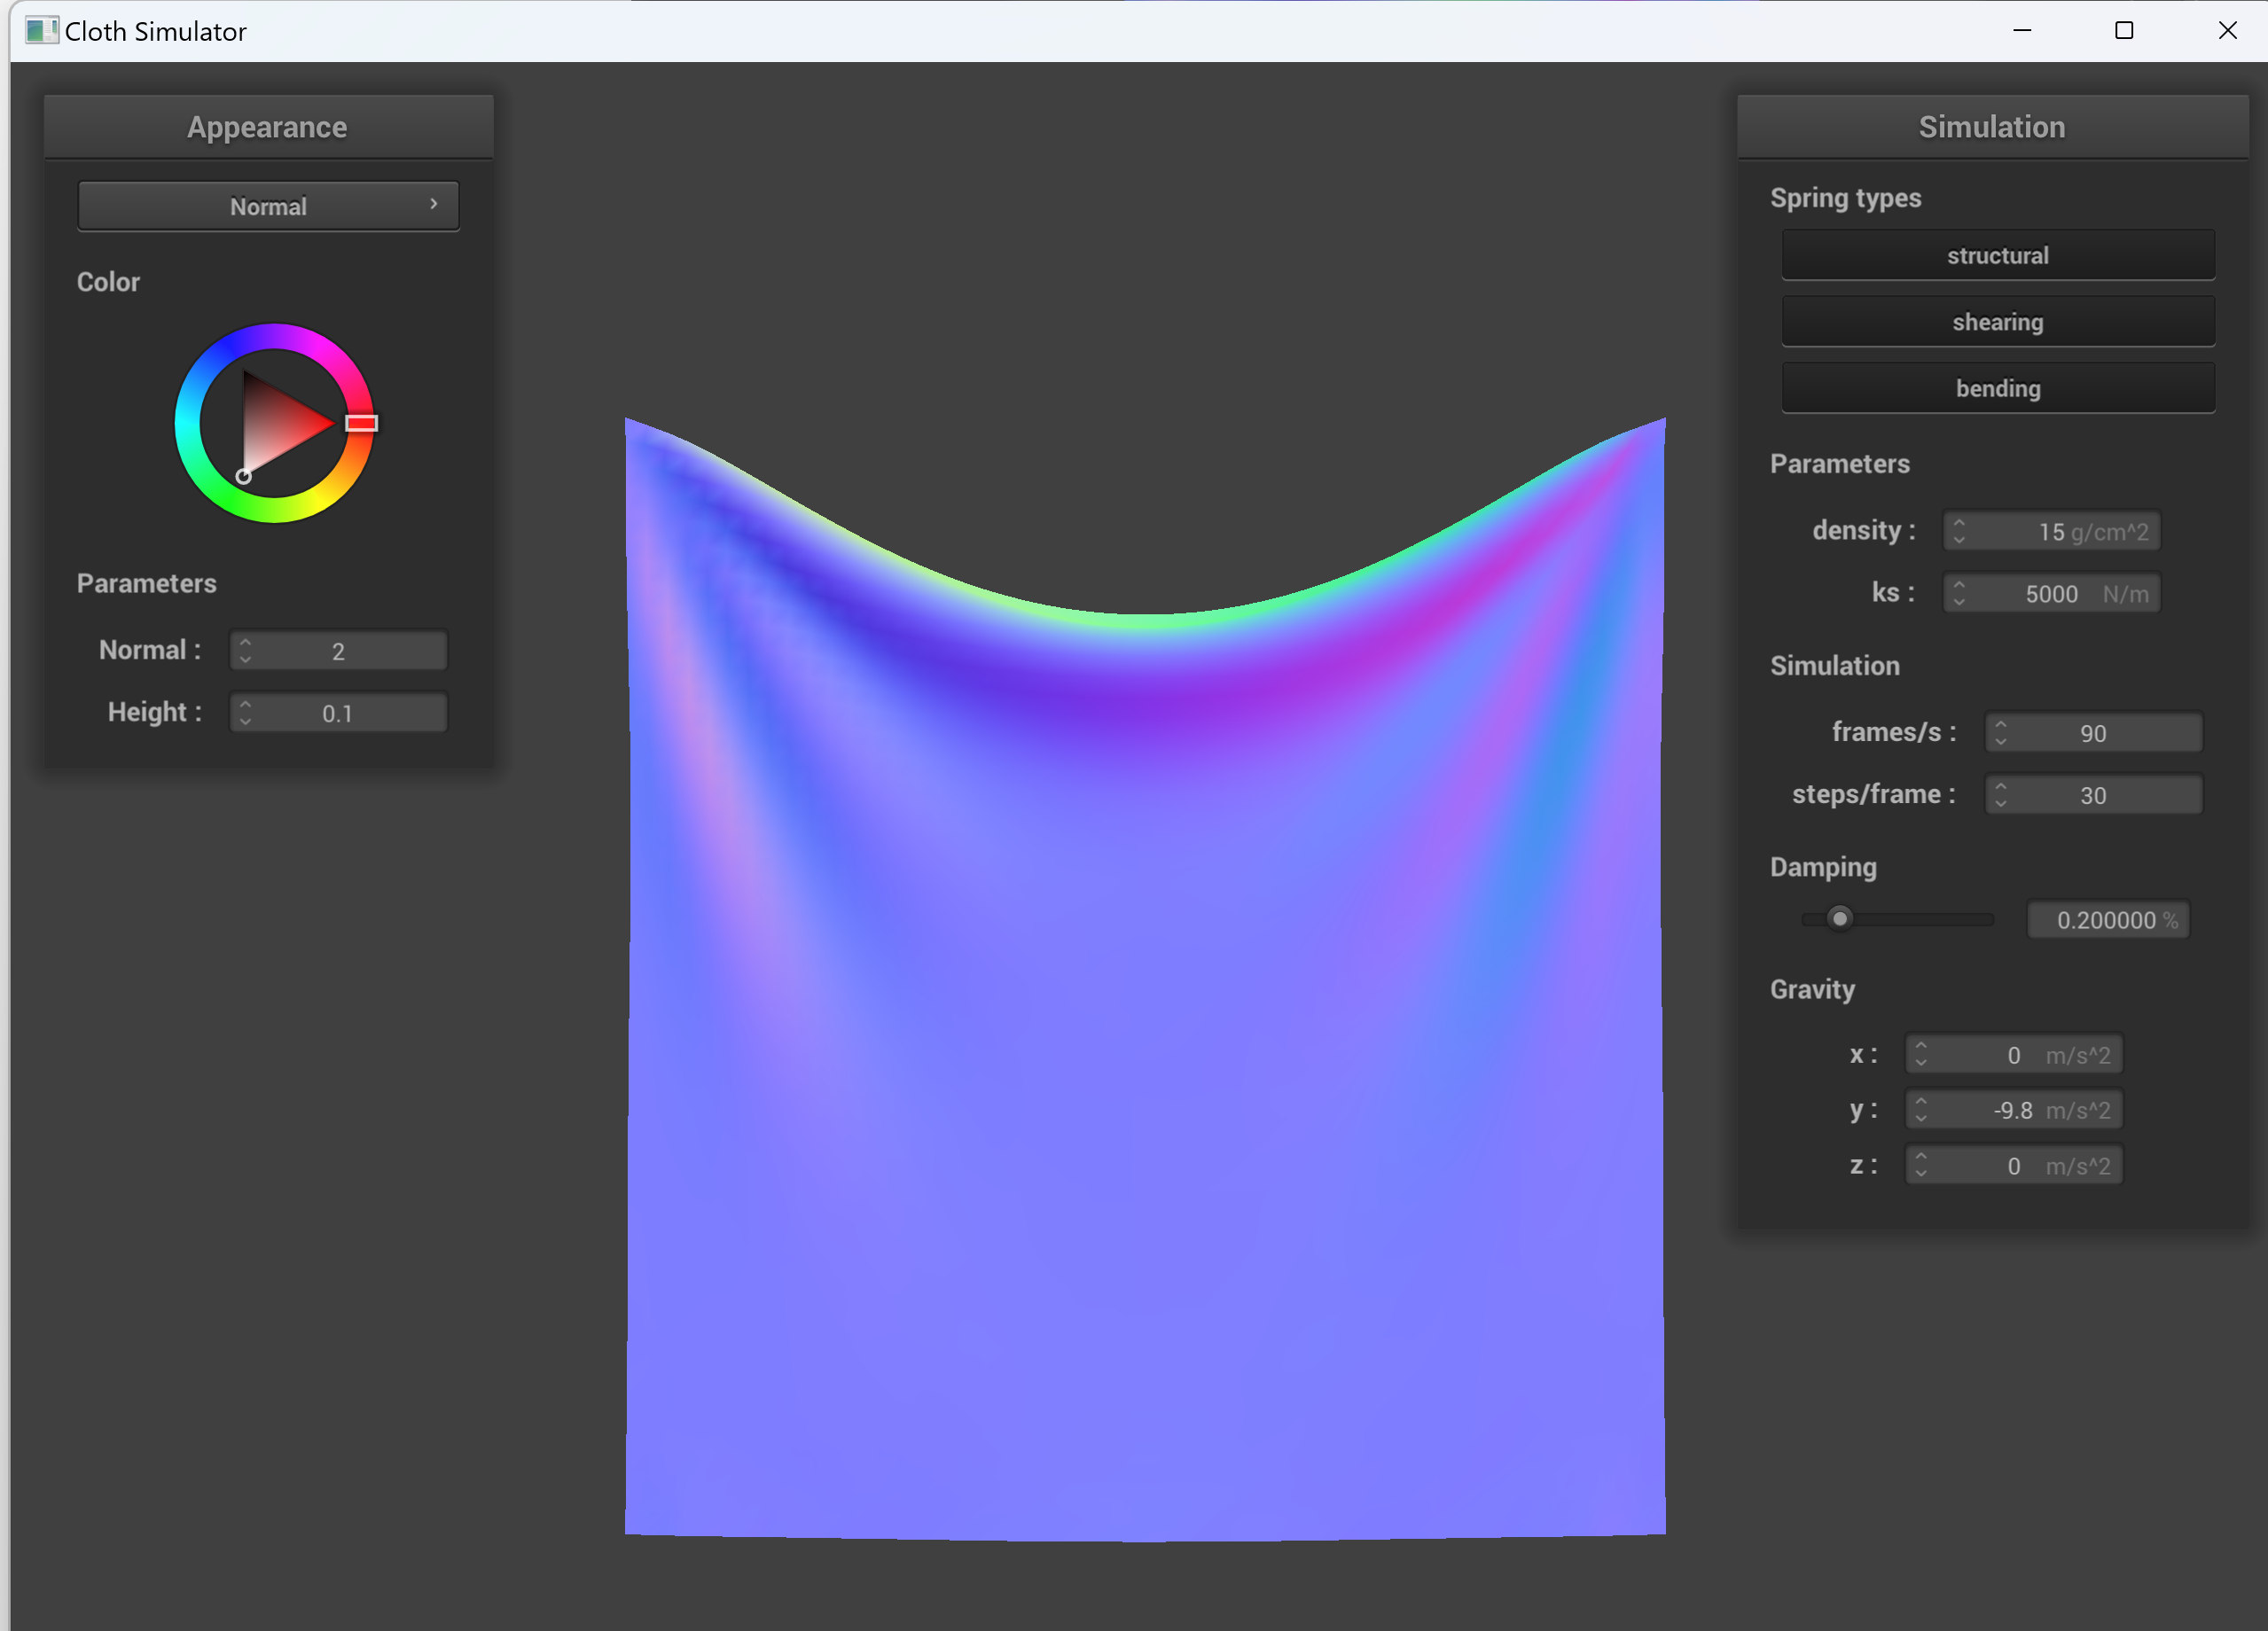 Cloth Simulator
Appearance
Normal
Color
Parameters
Normal : 2
Height : 0.1
Simulation
Spring types
structural
shearing
bending
Parameters
density : 15 g/cm^2
ks : 5000 N/m
Simulation
frames/s : 90
steps/frame : 30
Damping
0.200000 %
Gravity
x : 0 m/s^2
y : -9.8 m/s^2
z : 0 m/s^2